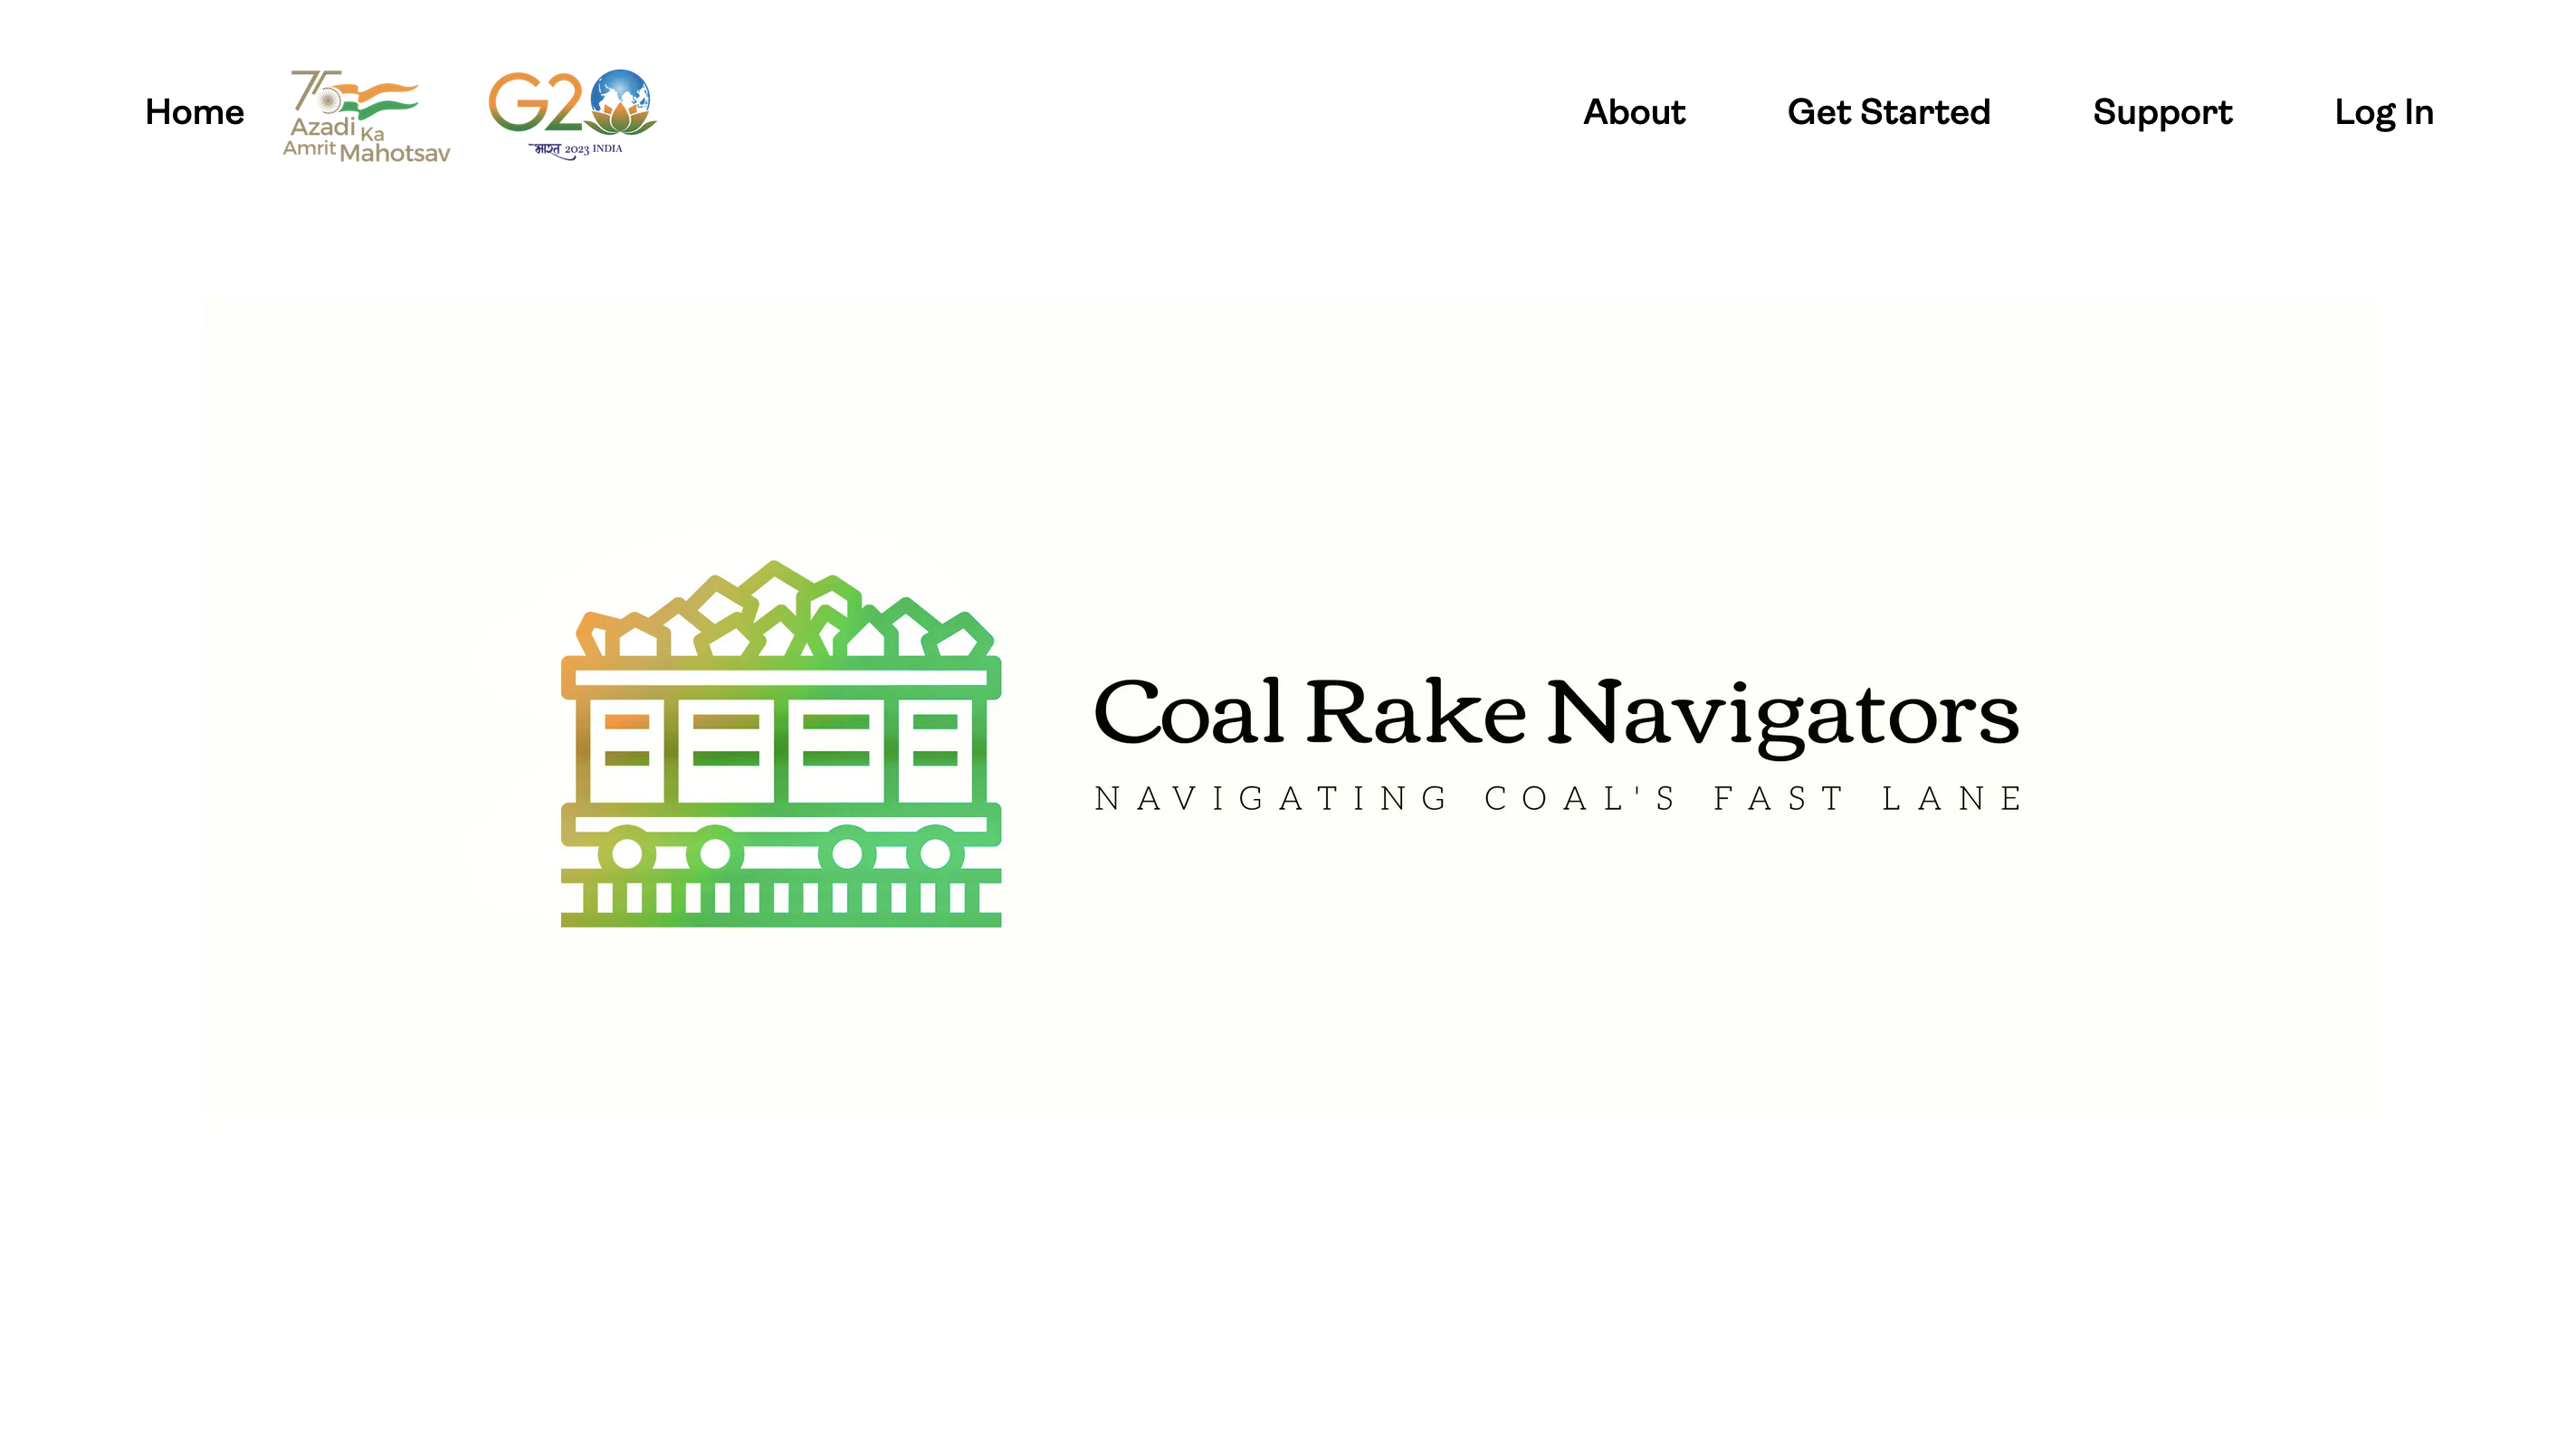 Home
75
Azadi Ka
Amrit Mahotsav
G20
भारत 2023 INDIA
About
Get Started
Support
Log In
Coal Rake Navigators
NAVIGATING COAL'S FAST LANE